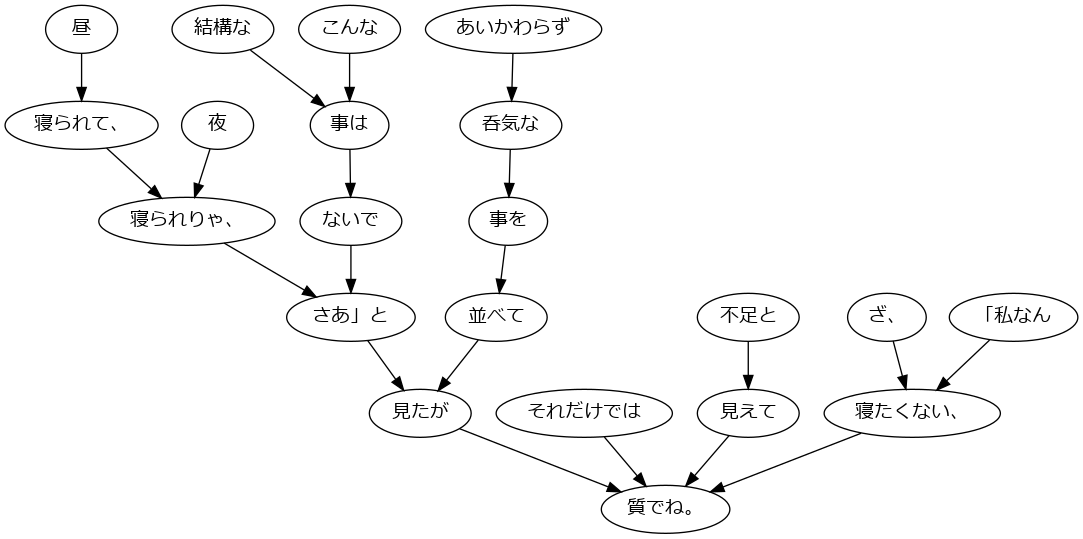 昼
結構な
こんな
あいかわらず
寝られて、
夜
事は
呑気な
寝られりゃ、
ないで
事を
さあ」と
並べて
不足と
ざ、
「私なん
見たが
それだけでは
見えて
寝たくない、
質でね。